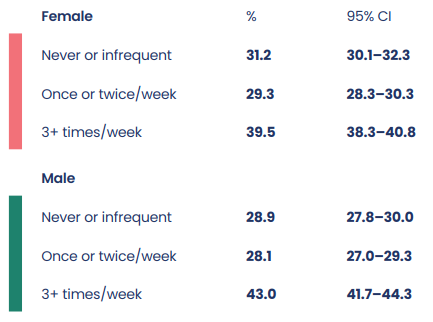 Female % 95% CI
Never or infrequent 31.2 30.1–32.3
Once or twice/week 29.3 28.3–30.3
3+ times/week 39.5 38.3–40.8
Male
Never or infrequent 28.9 27.8–30.0
Once or twice/week 28.1 27.0–29.3
3+ times/week 43.0 41.7–44.3